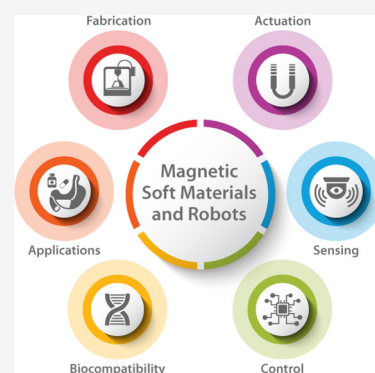 Fabrication
Actuation
Magnetic
Soft Materials
and Robots
Applications
Sensing
Biocompatibility
Control